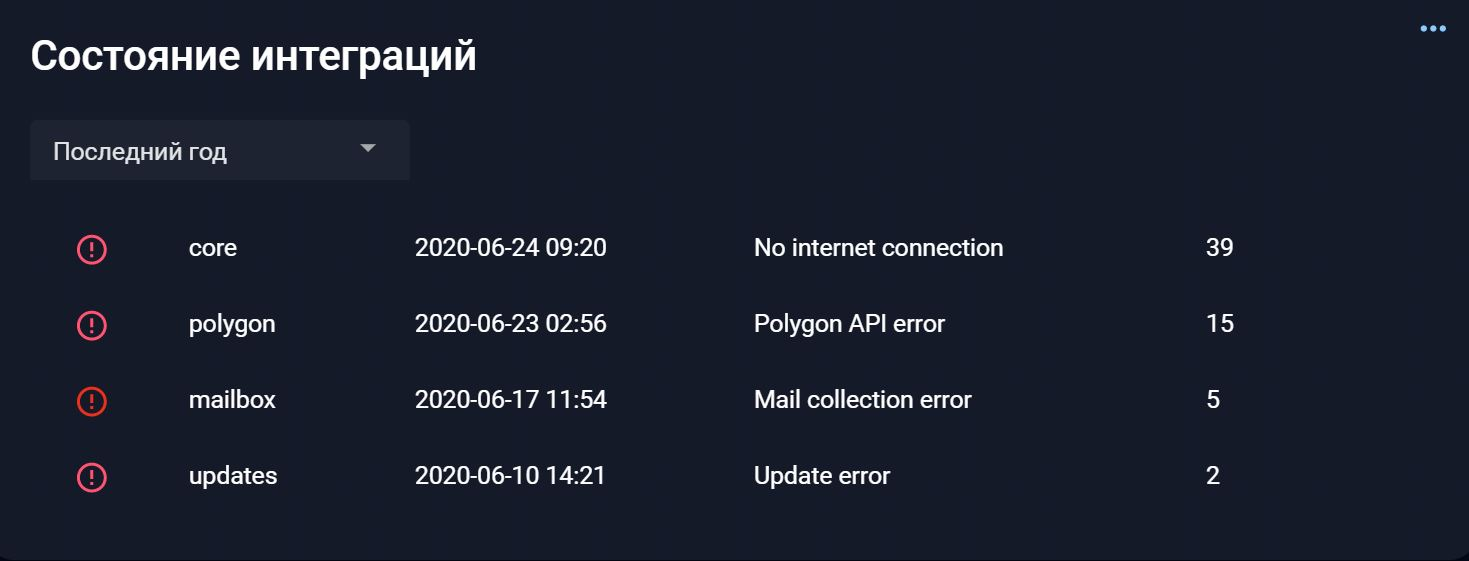 Состояние интеграций
Последний год
core 2020-06-24 09:20 No internet connection 39
polygon 2020-06-23 02:56 Polygon API error 15
mailbox 2020-06-17 11:54 Mail collection error 5
updates 2020-06-10 14:21 Update error 2